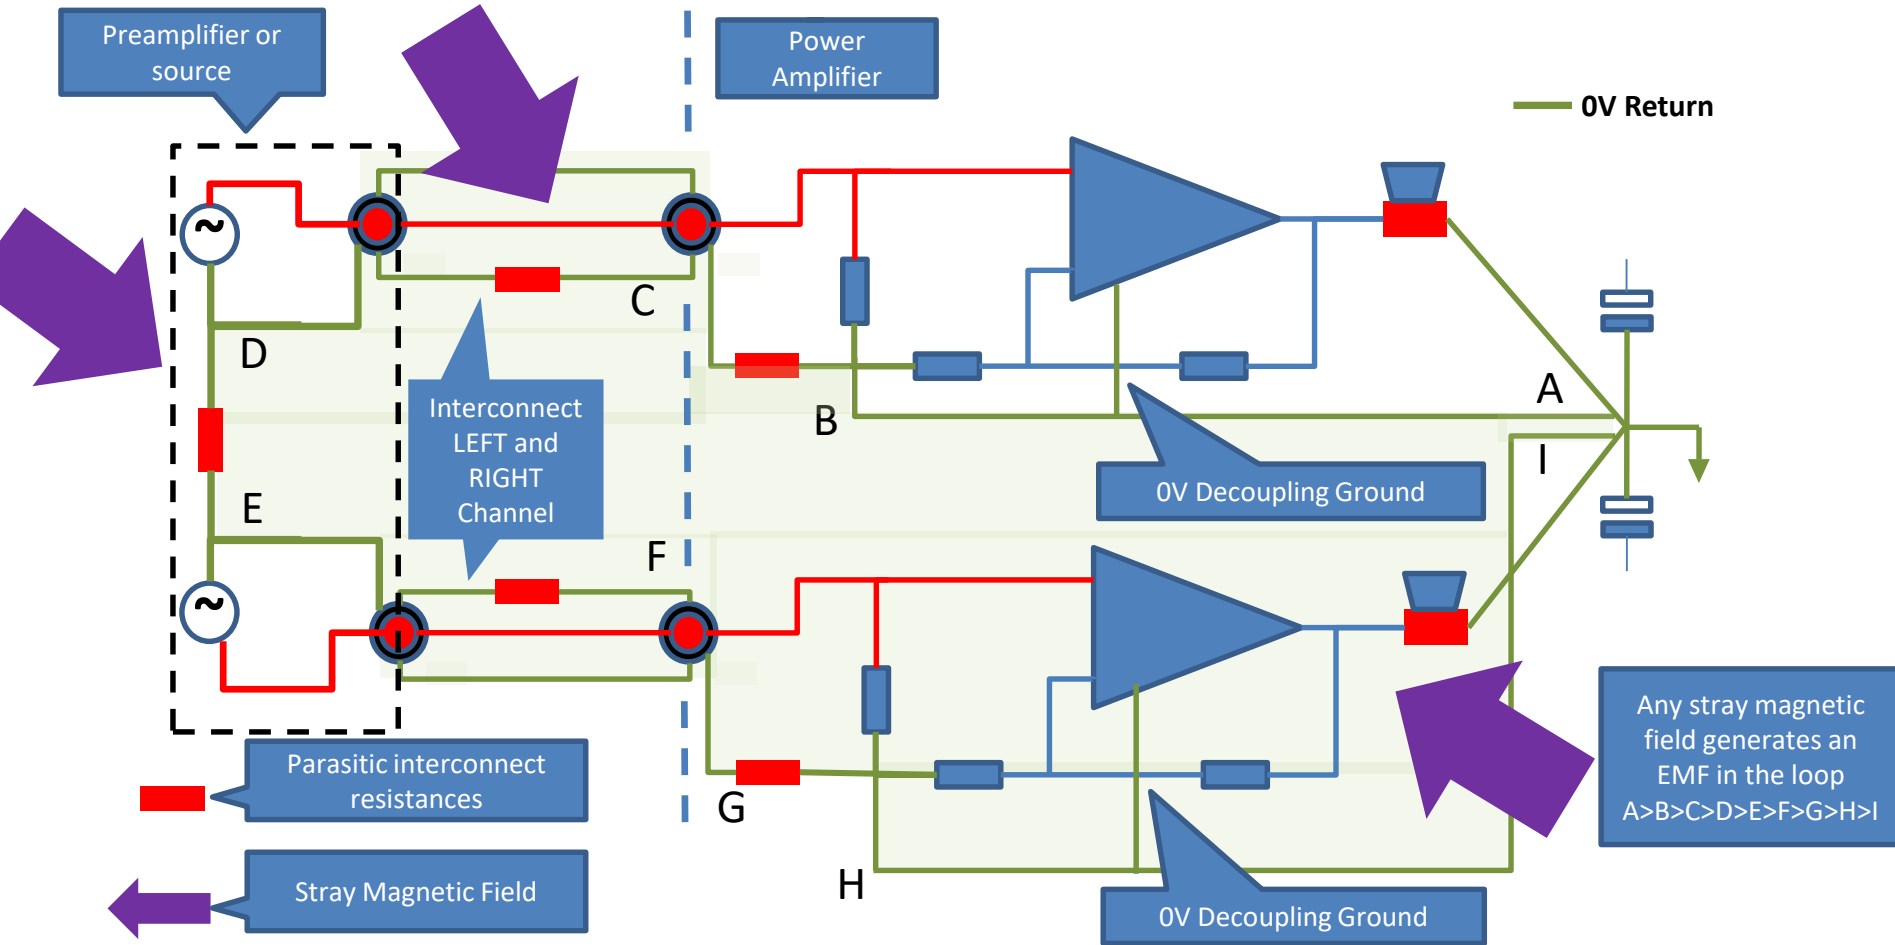 Preamplifier or
source
Power
Amplifier
0V Return
~
C
D
A
Interconnect
LEFT and
RIGHT
Channel
B
I
0V Decoupling Ground
E
F
~
Any stray magnetic
field generates an
EMF in the loop
A>B>C>D>E>F>G>H>I
Parasitic interconnect
resistances
G
H
Stray Magnetic Field
0V Decoupling Ground